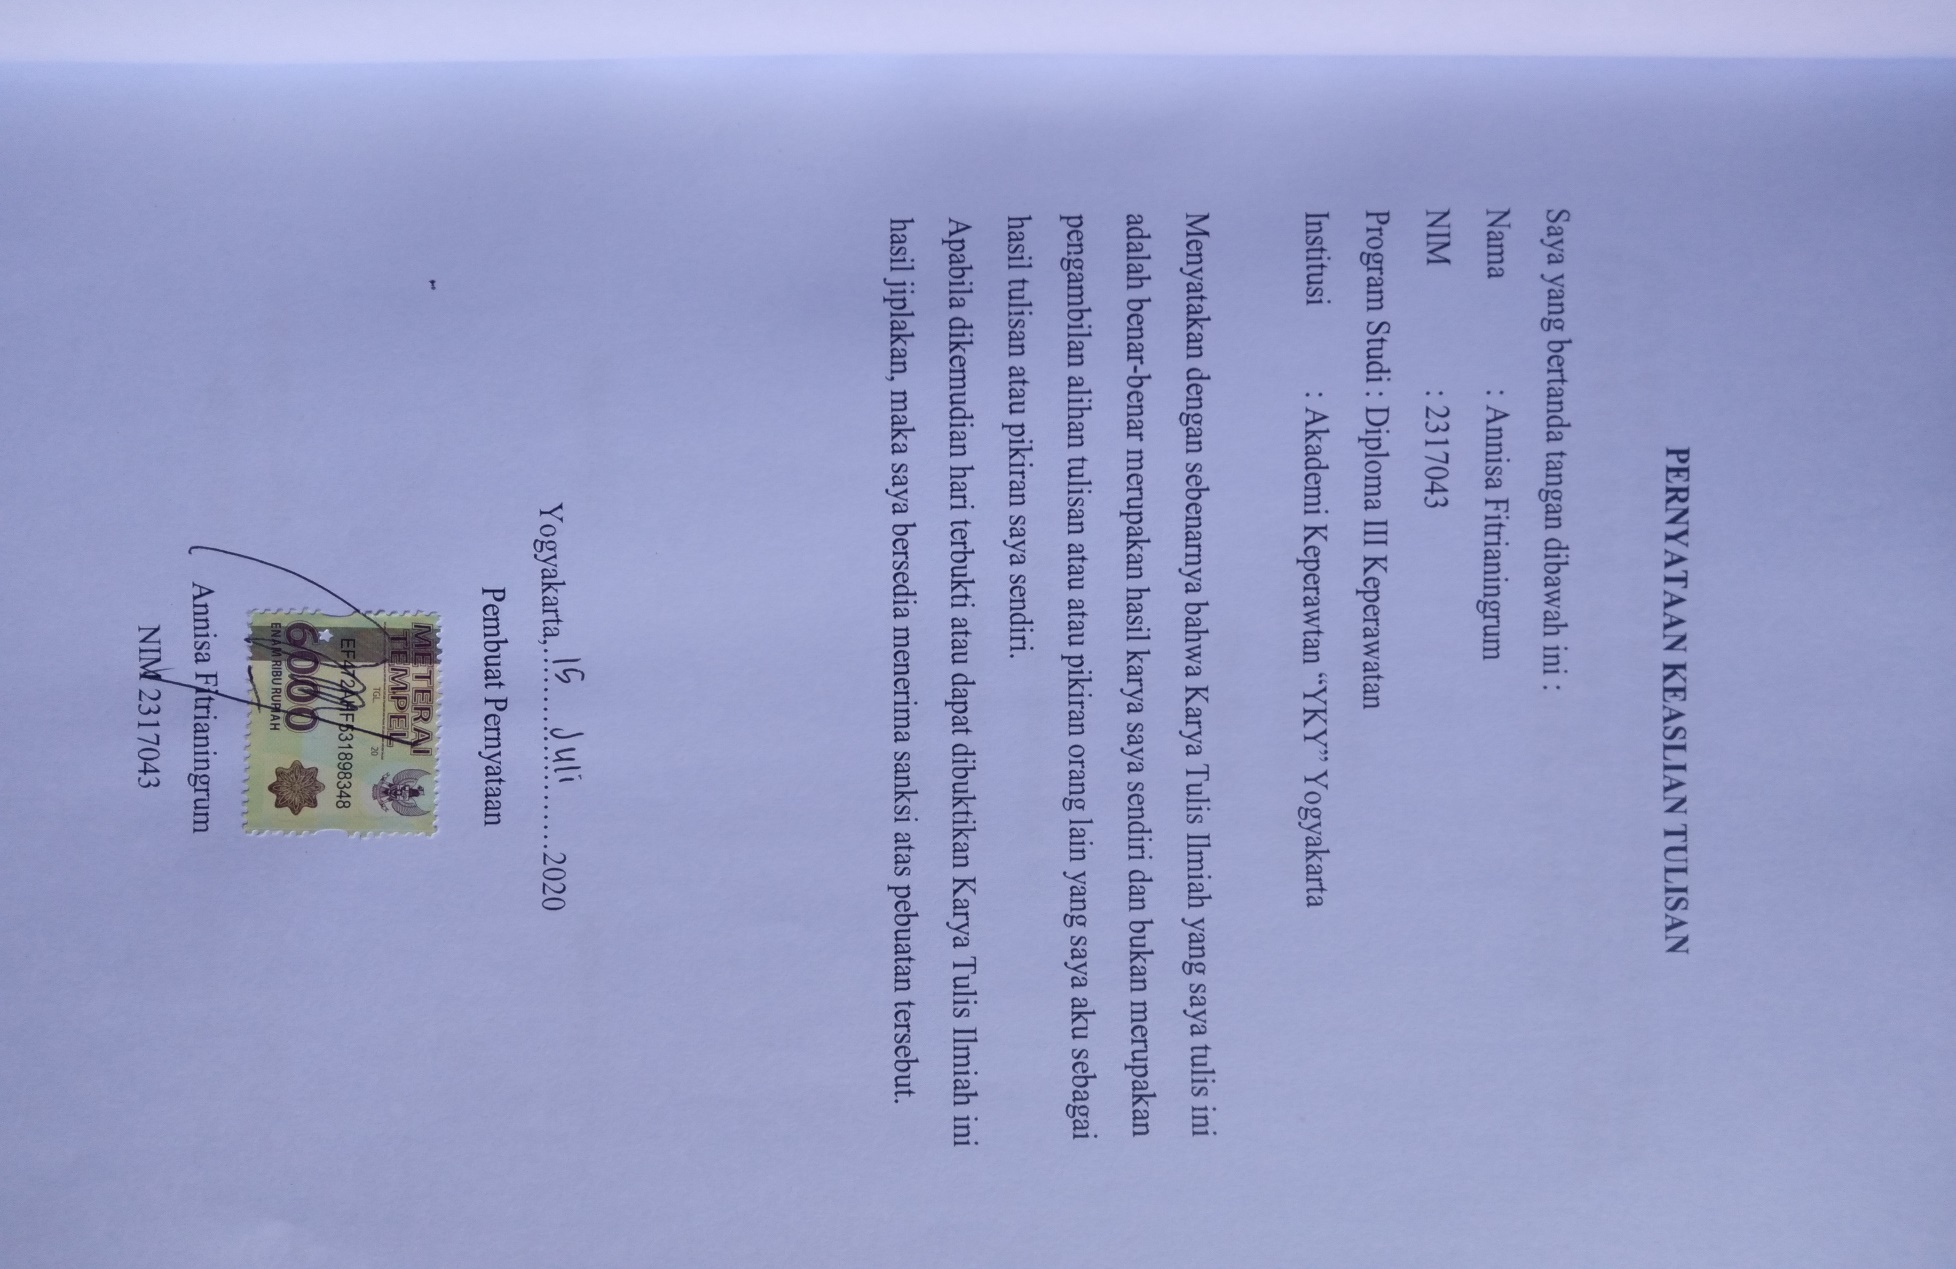 PERNYATAAN KEASLIAN TULISAN
Saya yang bertanda tangan dibawah ini :
Nama : Annisa Fitrianingrum
NIM : 2317043
Program Studi : Diploma III Keperawatan
Institusi : Akademi Keperawtan “YKY” Yogyakarta
Menyatakan dengan sebenarnya bahwa Karya Tulis Ilmiah yang saya tulis ini
adalah benar-benar merupakan hasil karya saya sendiri dan bukan merupakan
pengambilan alihan tulisan atau atau pikiran orang lain yang saya aku sebagai
hasil tulisan atau pikiran saya sendiri.
Apabila dikemudian hari terbukti atau dapat dibuktikan Karya Tulis Ilmiah ini
hasil jiplakan, maka saya bersedia menerima sanksi atas pebuatan tersebut.
Yogyakarta, Juli 2020
Pembuat Pernyataan
METERAI
TEMPEL
TGL. 20
6000
ENAM RIBU RUPIAH
Annisa Fitrianingrum
NIM 2317043